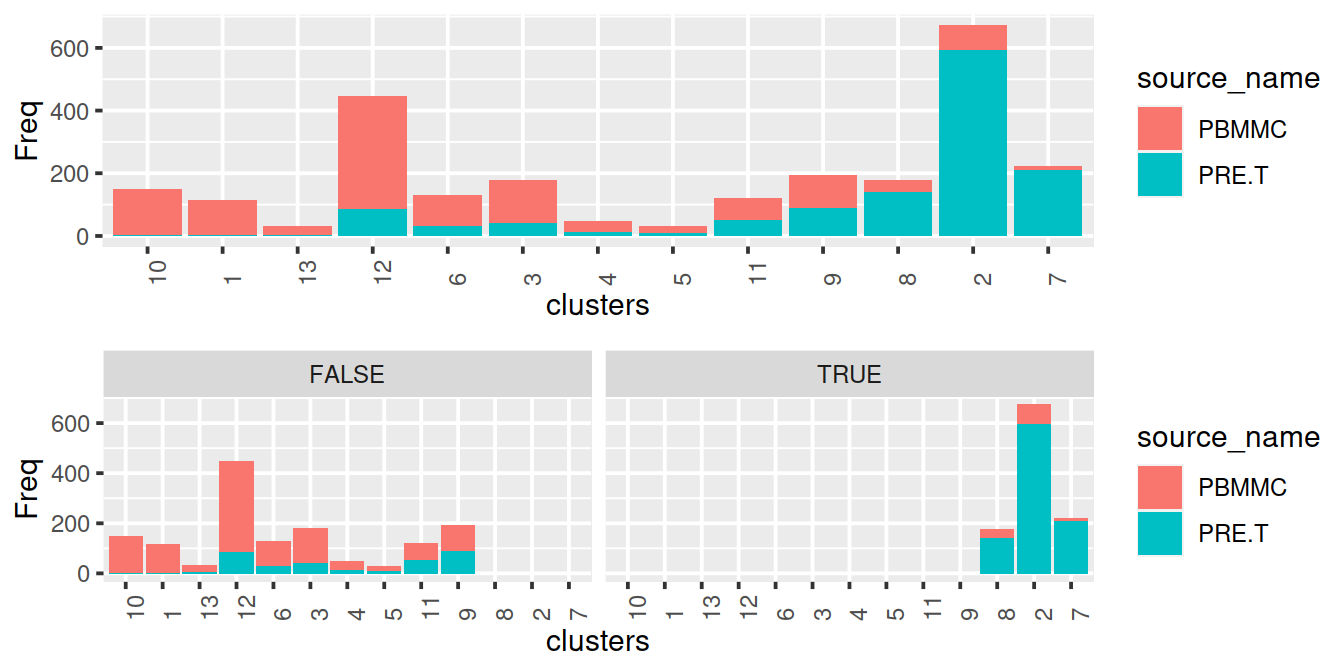 600
400
200
0
Freq
10 1 13 12 6 3 4 5 11 9 8 2 7
clusters
source_name
PBMMC
PRE.T
FALSE TRUE
600
400
200
0
Freq
10 1 13 12 6 3 4 5 11 9 8 2 7 10 1 13 12 6 3 4 5 11 9 8 2 7
clusters
source_name
PBMMC
PRE.T